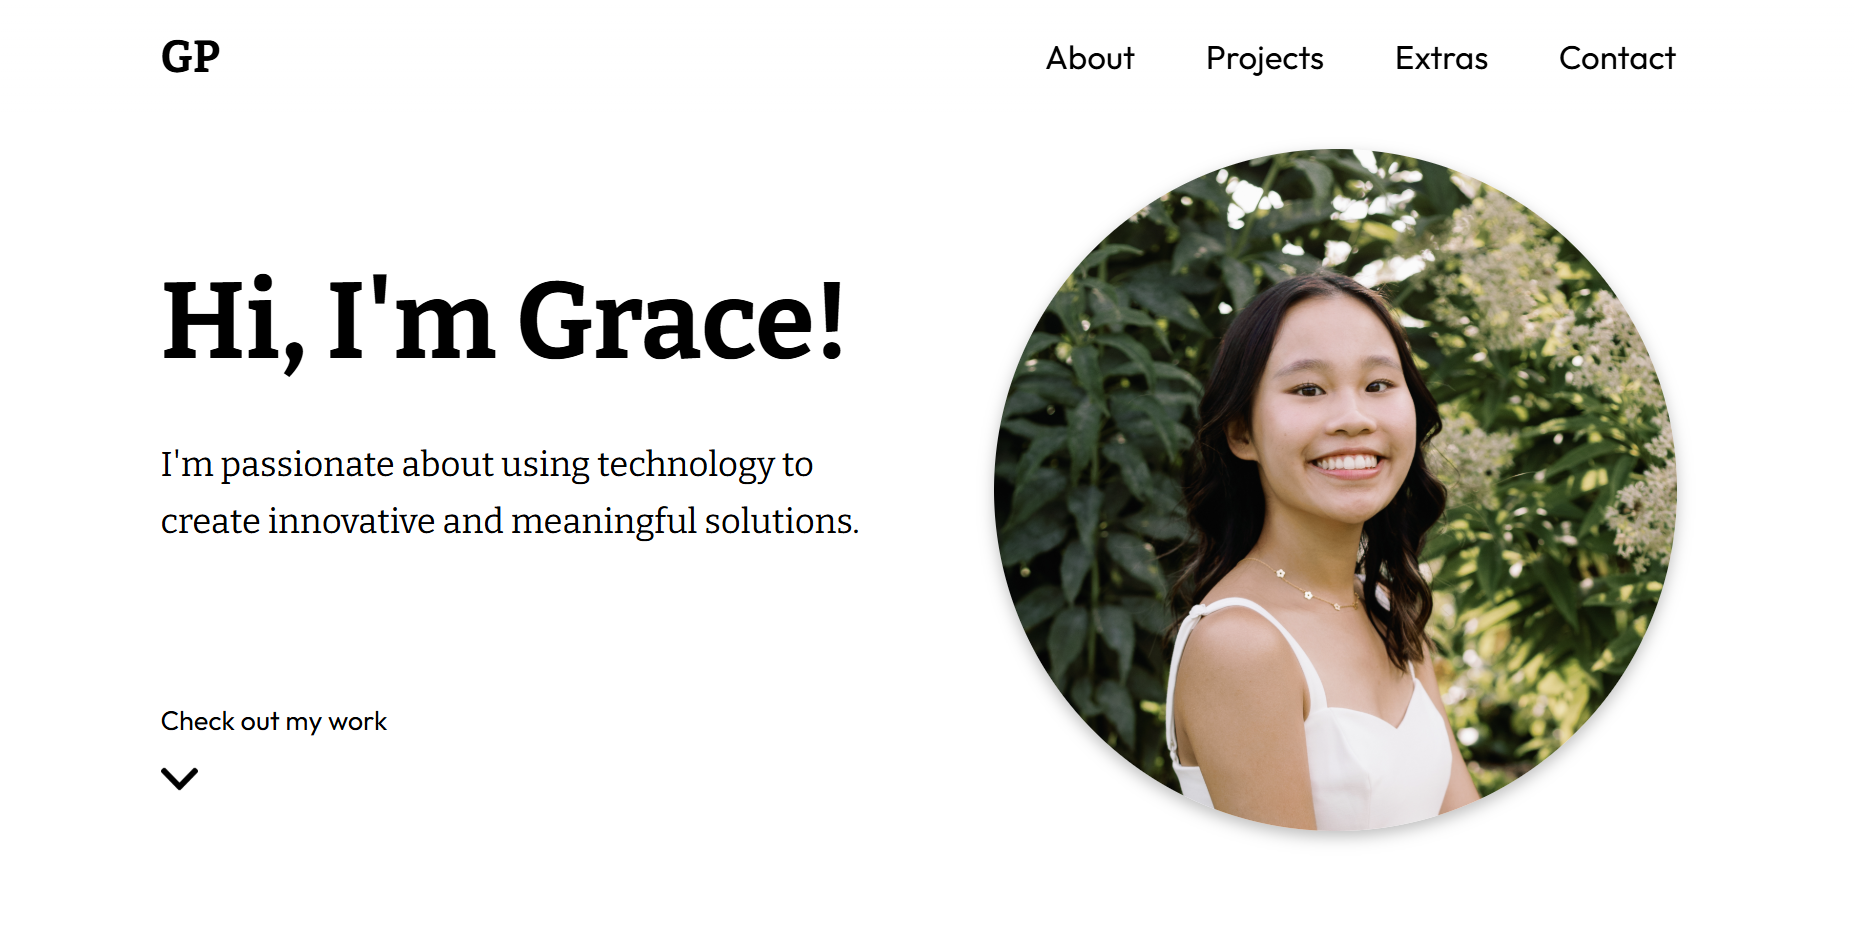 GP
About
Projects
Extras
Contact
Hi, I'm Grace!
I'm passionate about using technology to
create innovative and meaningful solutions.
Check out my work